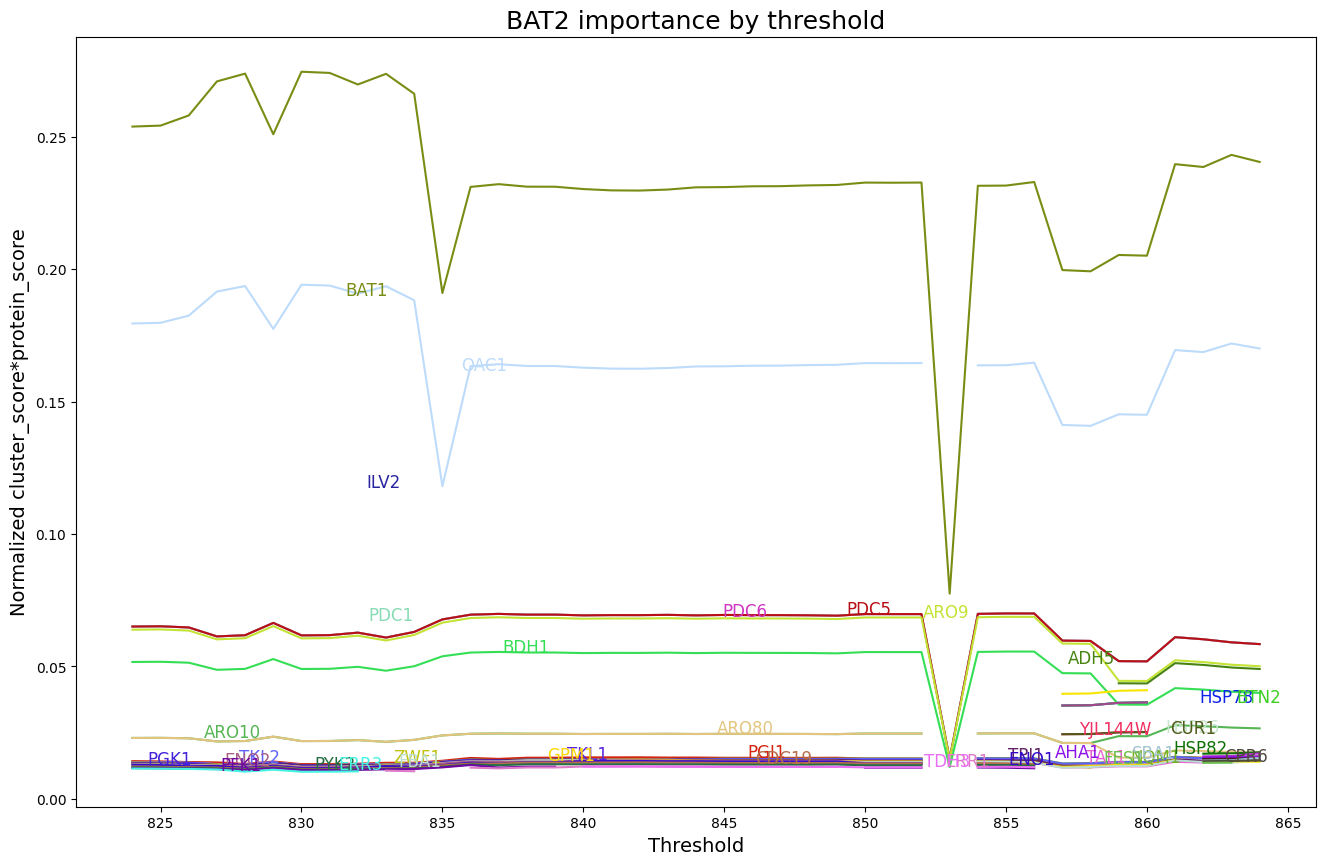 BAT2 importance by threshold
Normalized cluster_score*protein_score
0.25
0.20
0.15
0.10
0.05
0.00
BAT1
OAC1
ILV2
PDC1
PDC6
PDC5
ARO9
BDH1
ADH5
HSP78
BTN2
ARO10
ARO80
YJL144W
CUR1
PGK1
TKL1
PGI1
AHA1
HSP82
ZWF1
GPM1
TPI1
ENO1
ERR3
825
830
835
840
845
850
855
860
865
Threshold